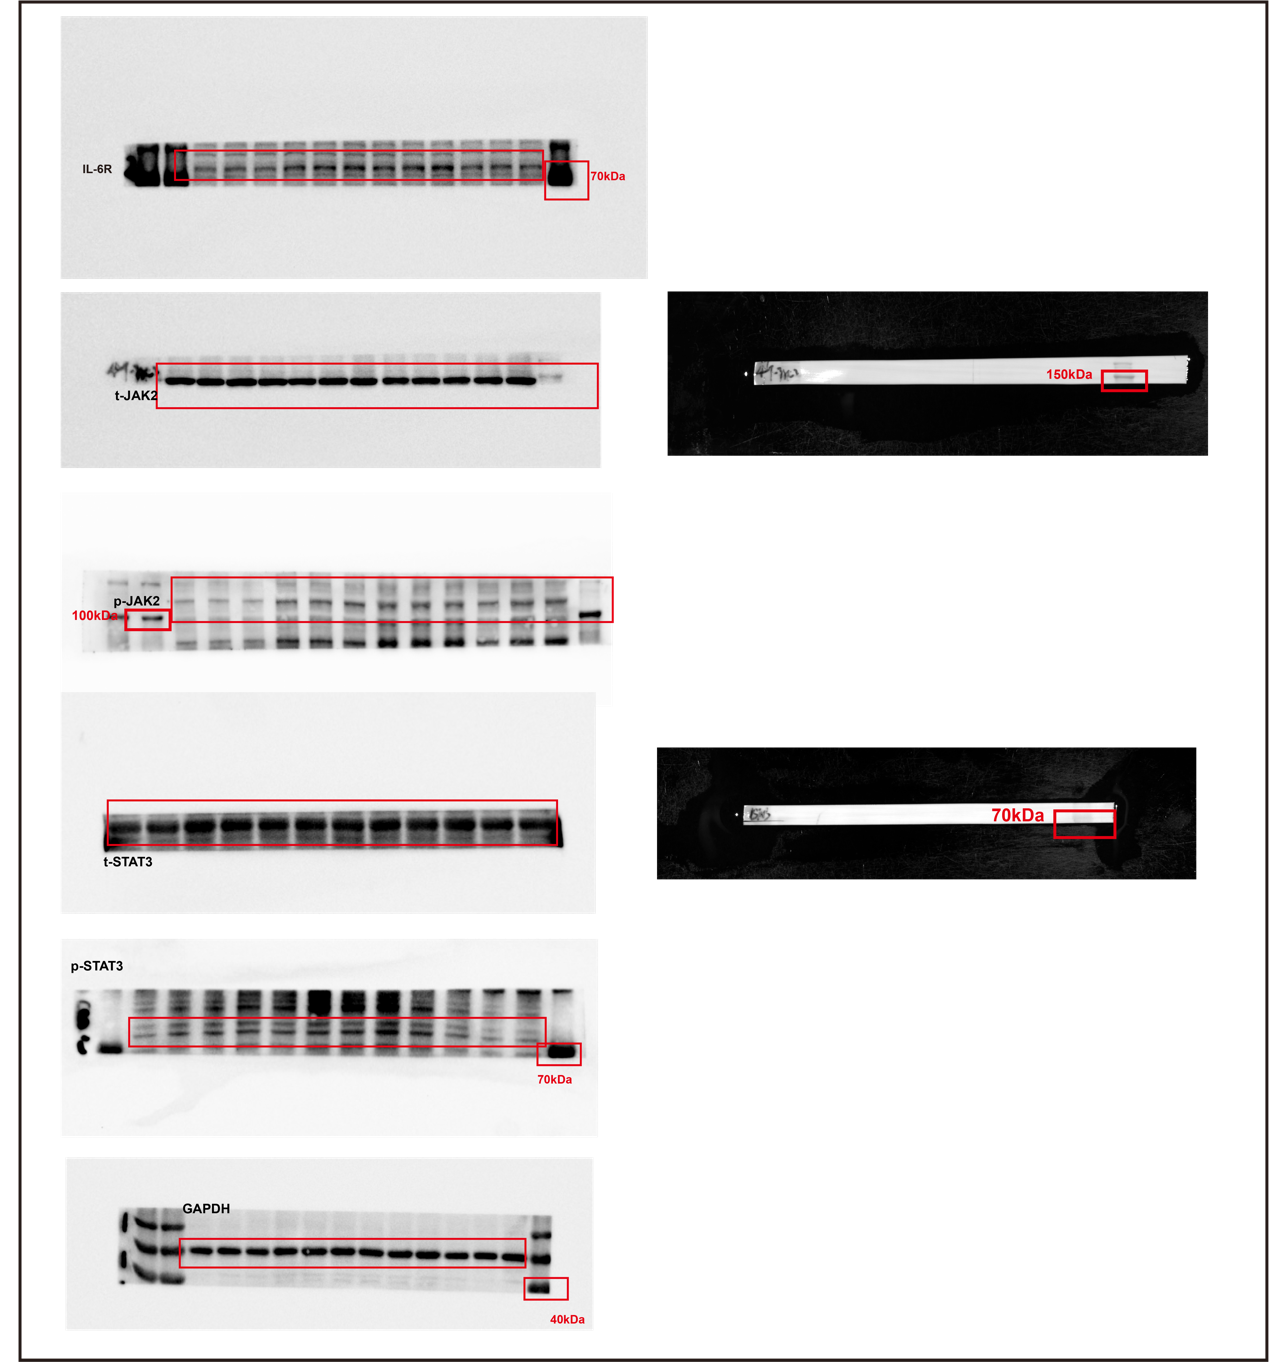 IL-6R
70kDa
t-JAK2
150kDa
p-JAK2
100kDa
t-STAT3
70kDa
p-STAT3
70kDa
GAPDH
40kDa